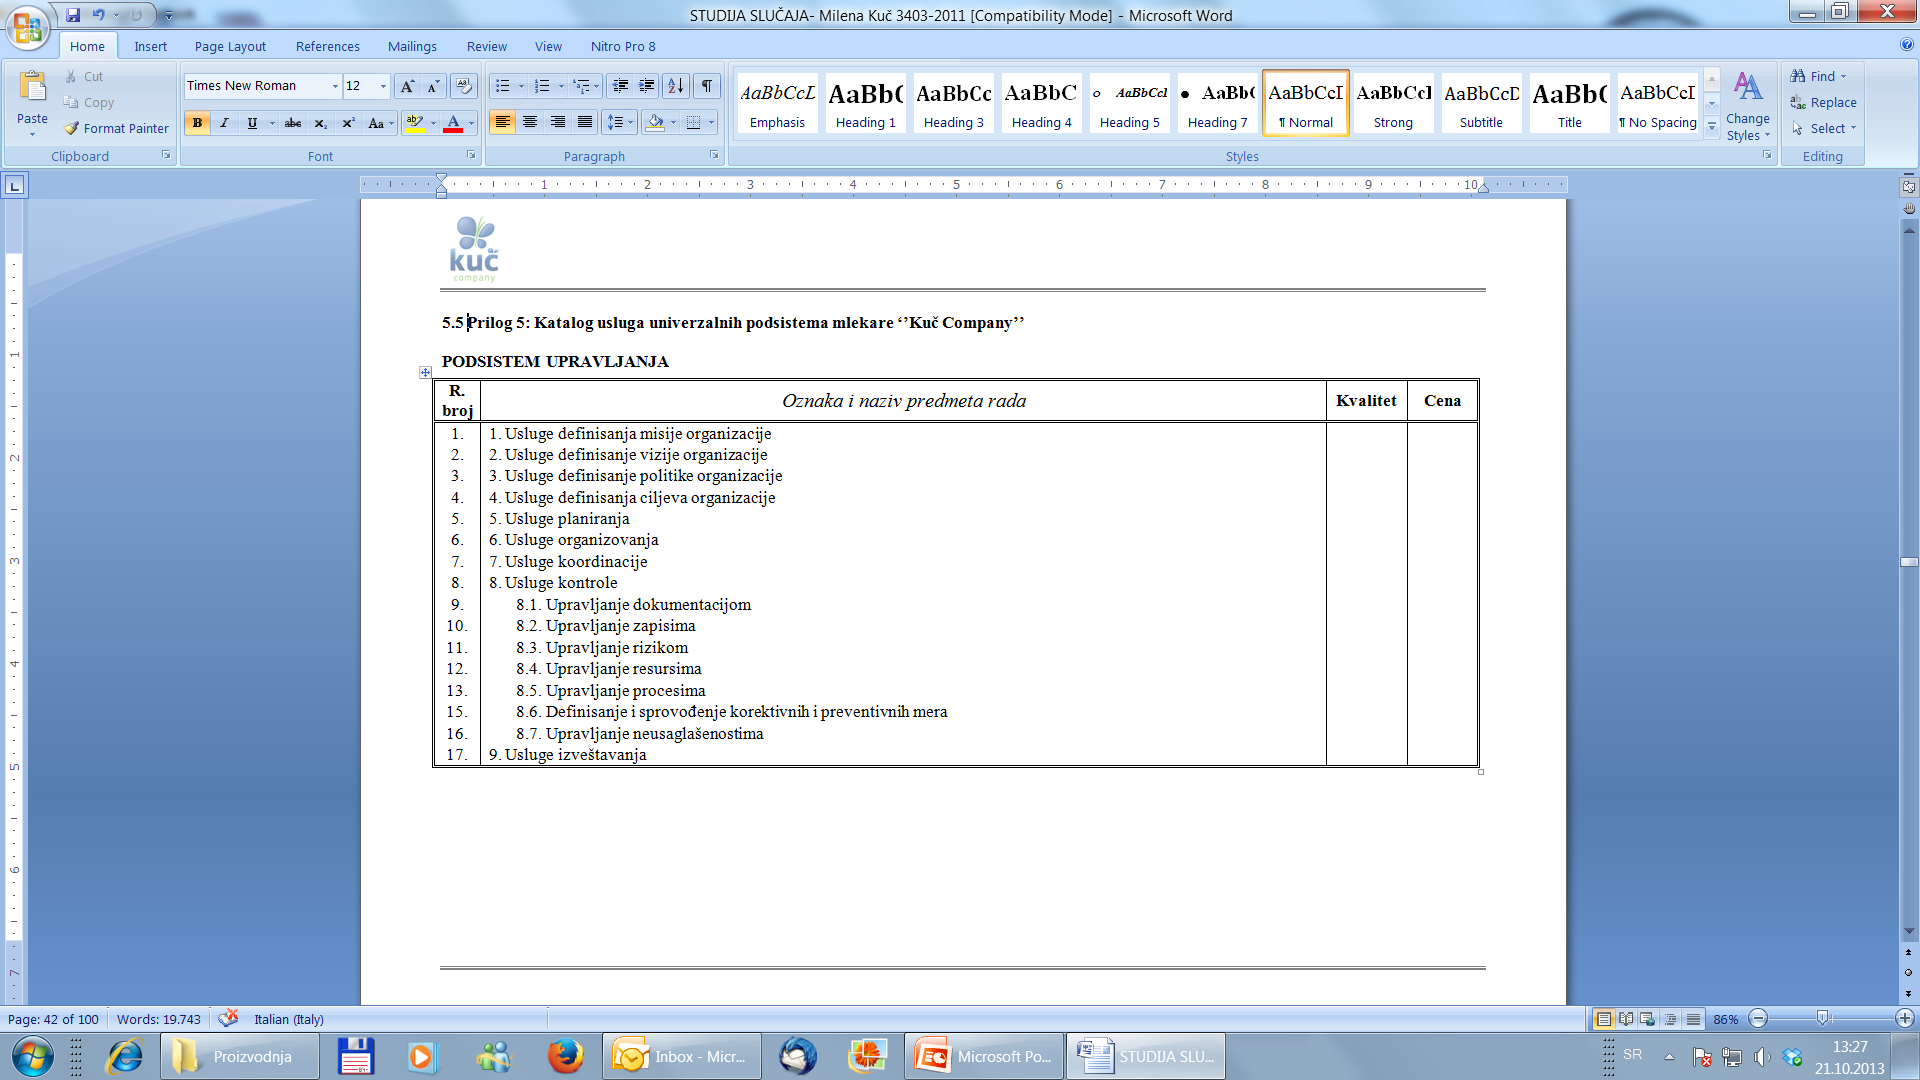 STUDIJA SLUČAJA- Milena Kuč 3403-2011 [Compatibility Mode] - Microsoft Word
Home Insert Page Layout References Mailings Review View Nitro Pro 8
Paste
Cut
Copy
Format Painter
Clipboard
Times New Roman 12
Font
Paragraph
AaBbCcL AaBb( AaBbCc AaBbC AaBbCcl AaBb( AaBbCcI AaBbCcl AaBbCcD AaBb( AaBbCcI
Emphasis Heading 1 Heading 3 Heading 4 Heading 5 Heading 7 ¶ Normal Strong Subtitle Title ¶ No Spacing
Styles
Change Styles
Find
Replace
Select
Editing
1 2 3 4 5 6 7 8 9 10
kuč
company
5.5 Prilog 5: Katalog usluga univerzalnih podsistema mlekare ‘’Kuč Company’’
PODSISTEM UPRAVLJANJA
R. broj Oznaka i naziv predmeta rada Kvalitet Cena
1. 1. Usluge definisanja misije organizacije
2. 2. Usluge definisanje vizije organizacije
3. 3. Usluge definisanje politike organizacije
4. 4. Usluge definisanja ciljeva organizacije
5. 5. Usluge planiranja
6. 6. Usluge organizovanja
7. 7. Usluge koordinacije
8. 8. Usluge kontrole
9. 8.1. Upravljanje dokumentacijom
10. 8.2. Upravljanje zapisima
11. 8.3. Upravljanje rizikom
12. 8.4. Upravljanje resursima
13. 8.5. Upravljanje procesima
15. 8.6. Definisanje i sprovođenje korektivnih i preventivnih mera
16. 8.7. Upravljanje neusaglašenostima
17. 9. Usluge izveštavanja
Page: 42 of 100 Words: 19.743 Italian (Italy) 86%
Proizvodnja Inbox - Micr... Microsoft Po... STUDIJA SLU... SR 13:27
21.10.2013